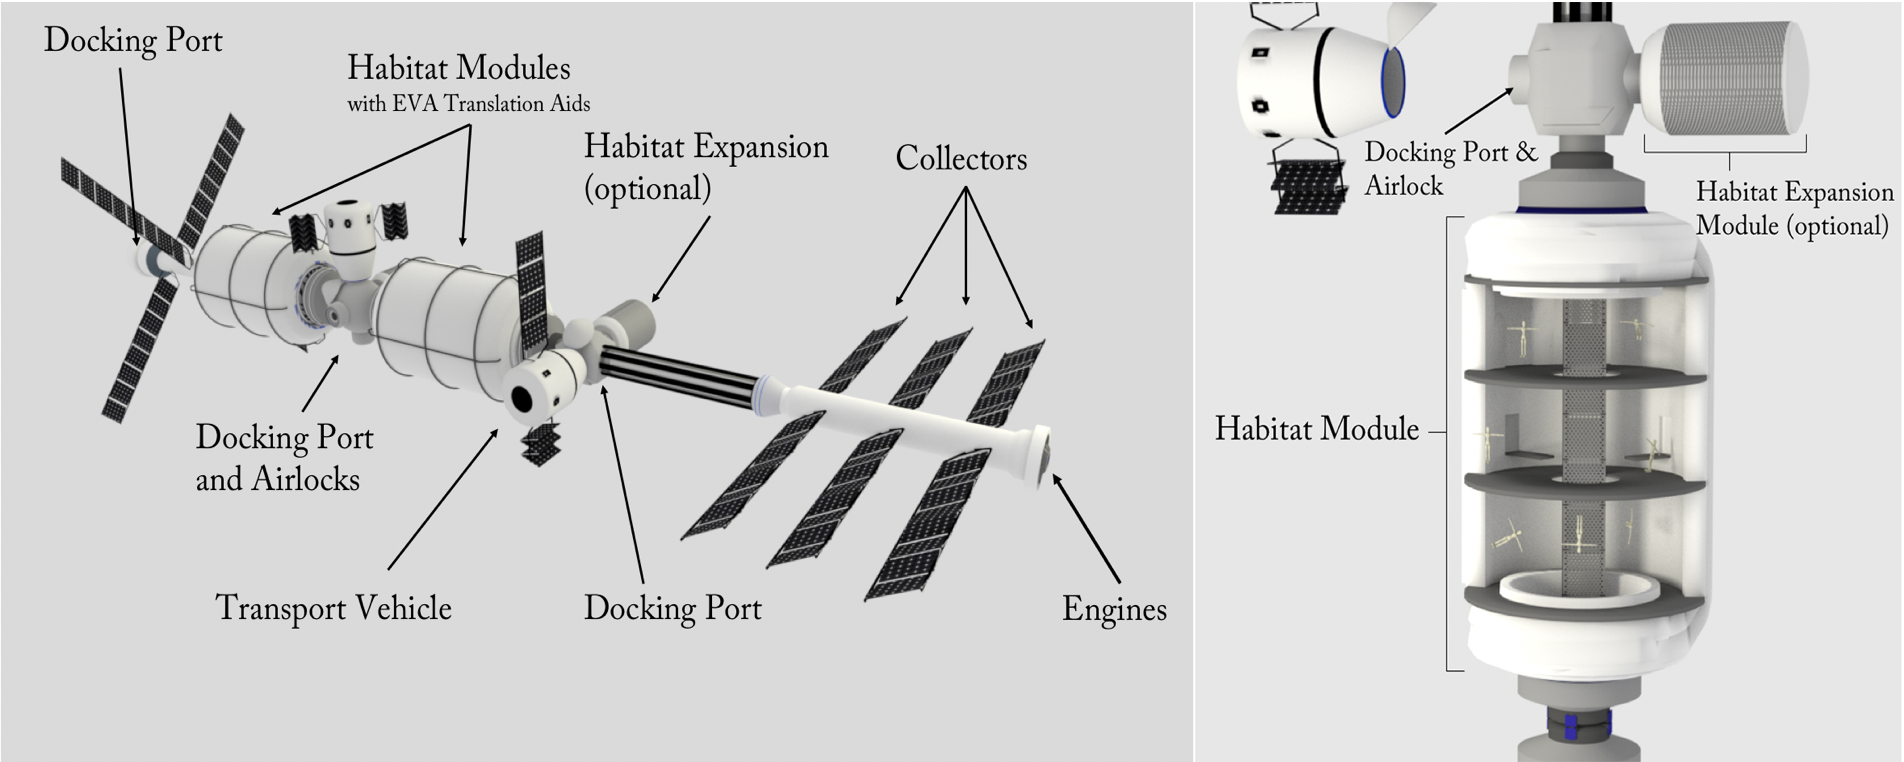 Docking Port
Habitat Modules
with EVA Translation Aids
Habitat Expansion
(optional)
Collectors
Docking Port
and Airlocks
Transport Vehicle
Docking Port
Engines
Docking Port &
Airlock
Habitat Expansion
Module (optional)
Habitat Module